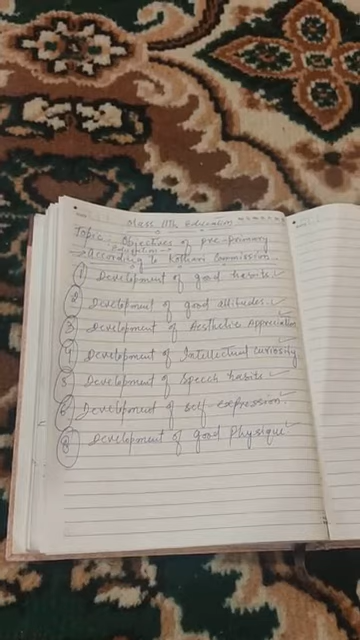 Class 11th Education
Topic: Objectives of pre-primary
Education
→ According to Kothari Commission
1 Development of good habits ✓
2 Development of good attitudes ✓
3 Development of Aesthetic Appreciation ✓
4 Development of Intellectual curiosity ✓
5 Development of Speech habits ✓
6 Development of self expression ✓
8 Development of good Physique ✓